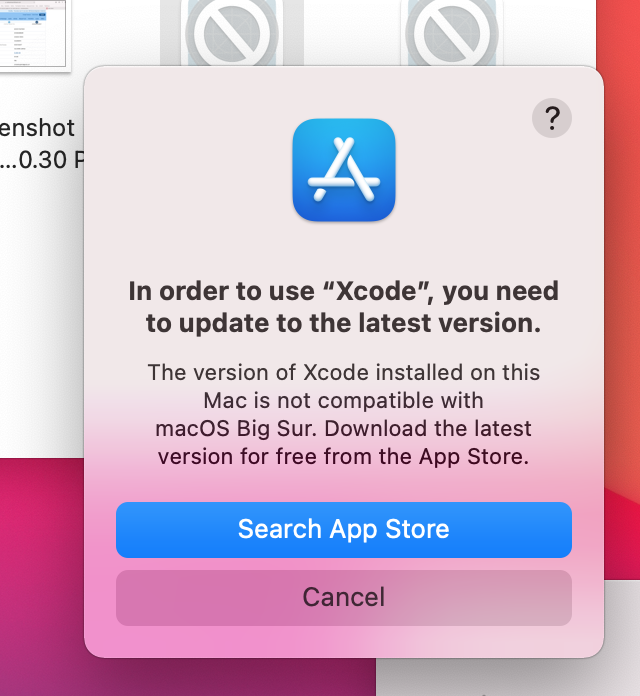 enshot
...0.30 P
?
In order to use “Xcode”, you need
to update to the latest version.
The version of Xcode installed on this
Mac is not compatible with
macOS Big Sur. Download the latest
version for free from the App Store.
Search App Store
Cancel